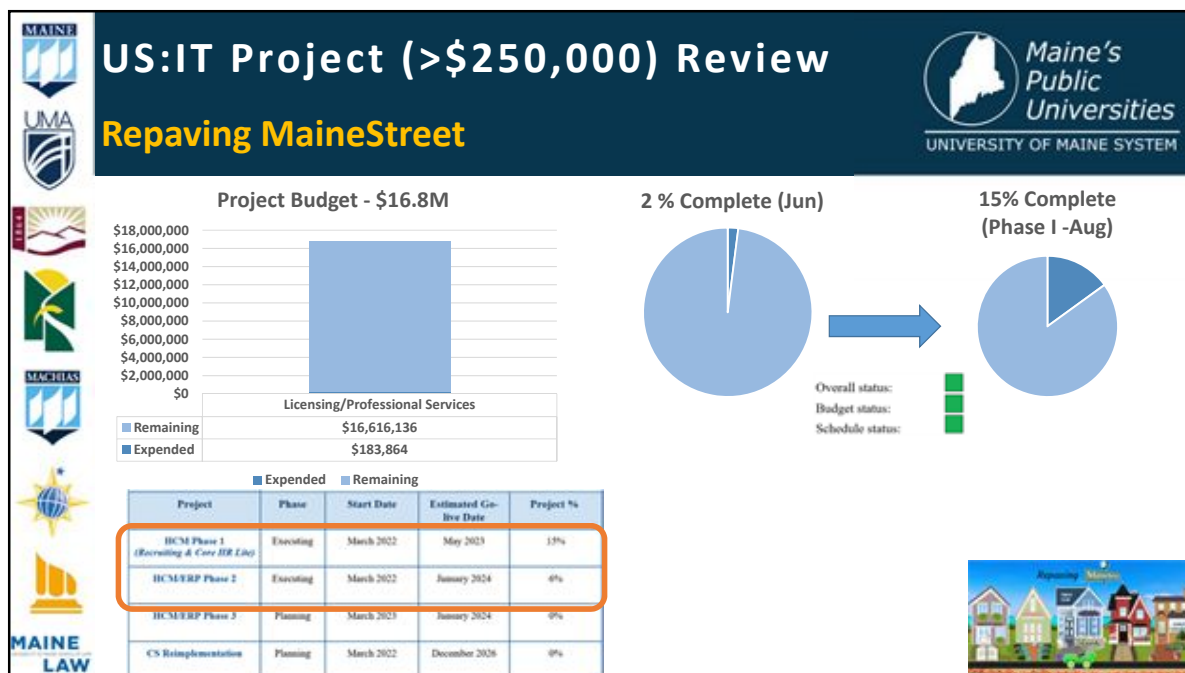 MAINE
US:IT Project (>$250,000) Review
Repaving MaineStreet
Maine's
Public
Universities
UNIVERSITY OF MAINE SYSTEM
UMA
1864
MACHIAS
MAINE
LAW
Project Budget - $16.8M
$18,000,000
$16,000,000
$14,000,000
$12,000,000
$10,000,000
$8,000,000
$6,000,000
$4,000,000
$2,000,000
$0
Licensing/Professional Services
Remaining $16,616,136
Expended $183,864
Expended Remaining
2 % Complete (Jun)
15% Complete
(Phase I -Aug)
Overall status:
Budget status:
Schedule status:
Project Phase Start Date Estimated Go-
live Date Project %
HCM Phase 1
(Recruiting & Core HR Lite) Executing March 2022 May 2023 15%
HCM/ERP Phase 2 Executing March 2022 January 2024 6%
HCM/ERP Phase 3 Planning March 2023 January 2024 0%
CS Reimplementation Planning March 2022 December 2026 0%
Repaving